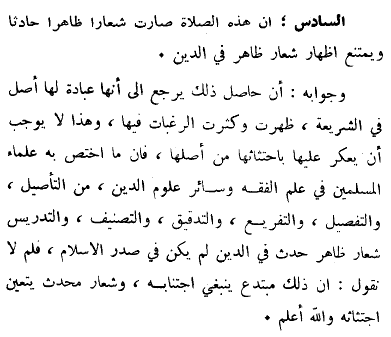 السادس ؛ ان هذه الصلاة صارت شعارا ظاهرا حادثا
ويمتنع اظهار شعار ظاهر في الدين .
وجوابه : أن حاصل ذلك يرجع الى أنها عبادة لها أصل
في الشريعة ، ظهرت وكثرت الرغبات فيها ، وهذا لا يوجب
أن يعكر عليها باجتثاثها من أصلها ، فان ما اختص به علماء
المسلمين في علم الفقه وسائر علوم الدين ، من التأصيل ،
والتفصيل ، والتفريع ، والتدقيق ، والتصنيف ، والتدريس
شعار ظاهر حدث في الدين لم يكن في صدر الاسلام ، فلم لا
نقول : ان ذلك مبتدع ينبغي اجتنابه ، وشعار محدث يتعين
اجتثاثه والله أعلم .